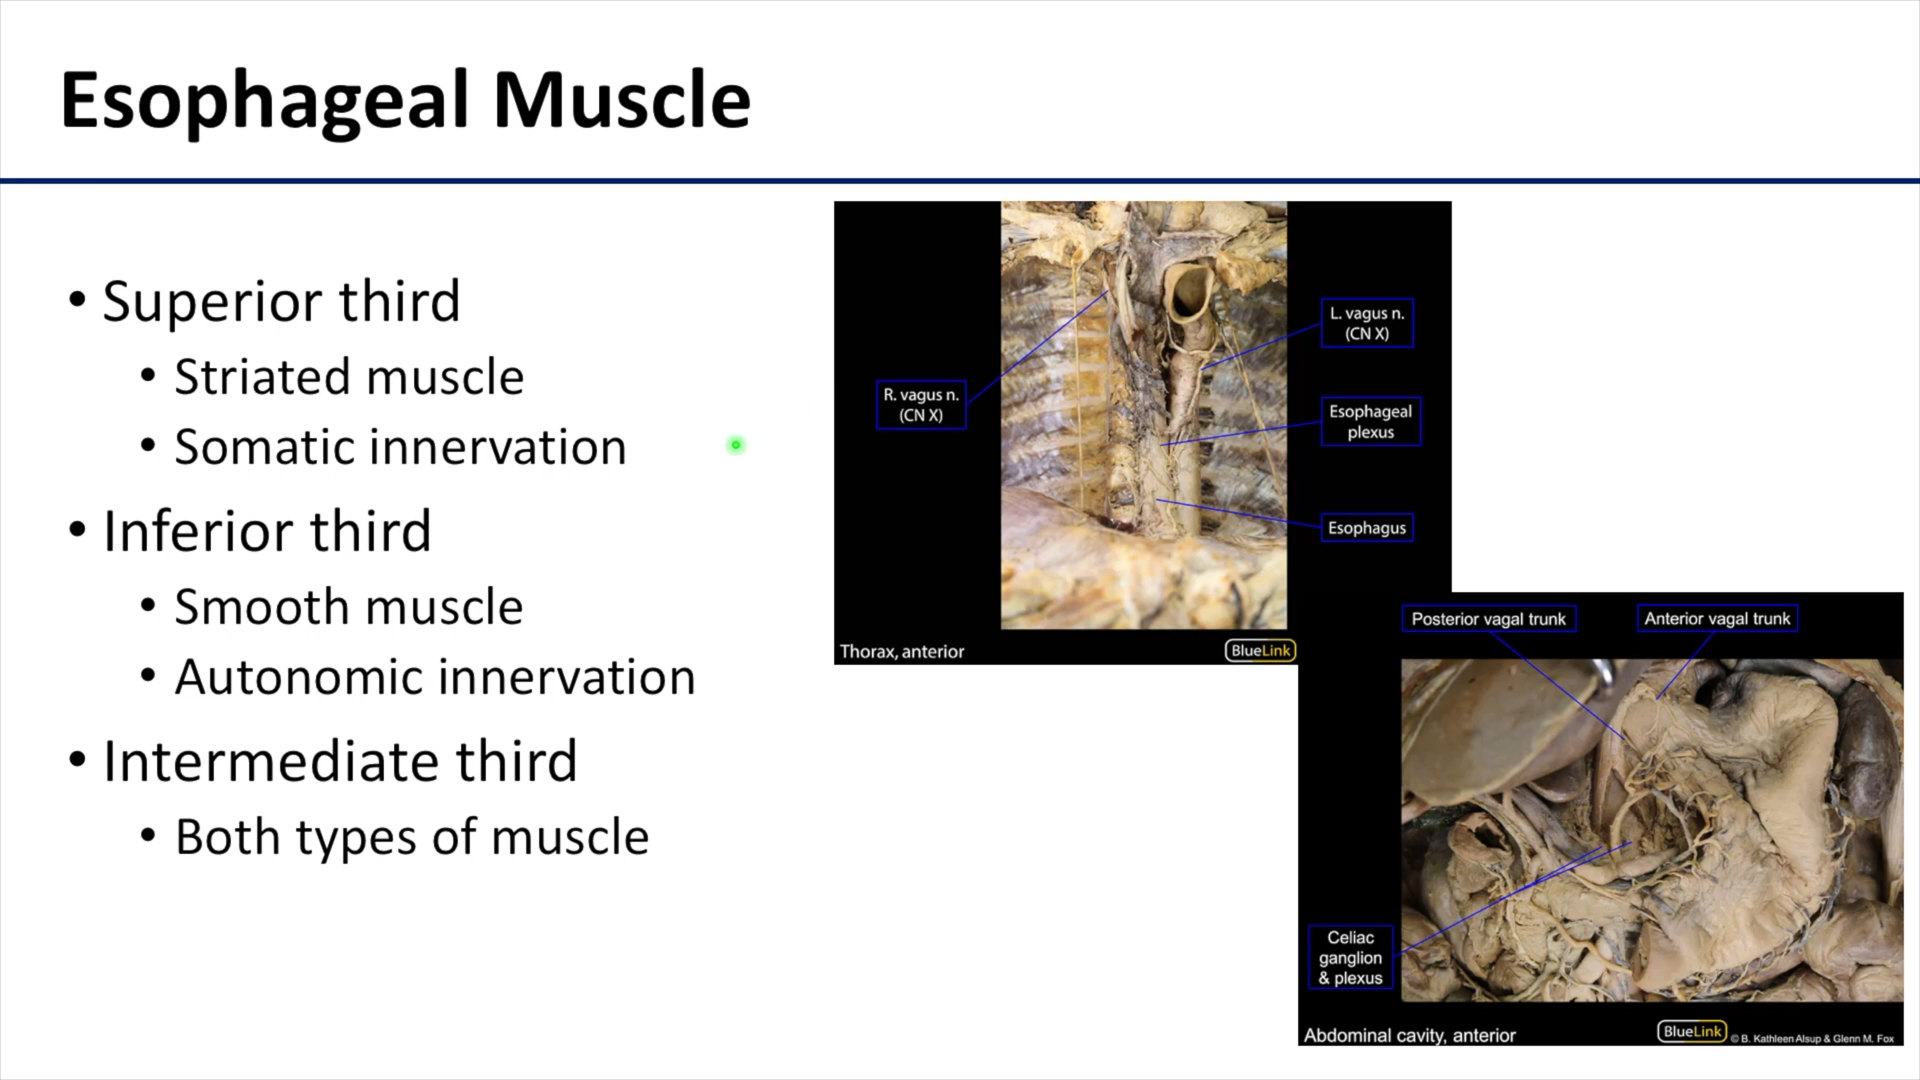 Esophageal Muscle
• Superior third
• Striated muscle
• Somatic innervation
• Inferior third
• Smooth muscle
• Autonomic innervation
• Intermediate third
• Both types of muscle
R. vagus n.
(CN X)
L. vagus n.
(CN X)
Esophageal
plexus
Esophagus
Thorax, anterior
BlueLink
Posterior vagal trunk
Anterior vagal trunk
Celiac
ganglion
& plexus
Abdominal cavity, anterior
BlueLink
© B. Kathleen Alsup & Glenn M. Fox